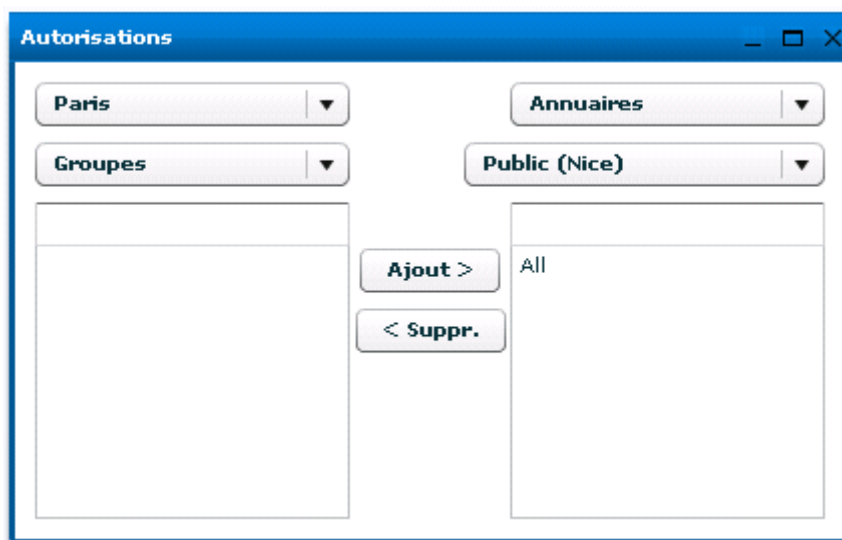 Autorisations
Paris
Annuaires
Groupes
Public (Nice)
Ajout >
All
< Suppr.